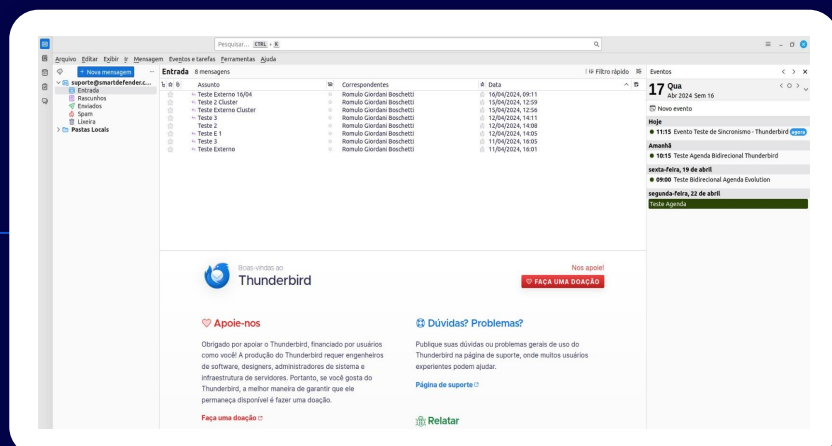 Pesquisar... CTRL + K
Arquivo Editar Exibir Ir Mensagem Eventos e tarefas Ferramentas Ajuda
+ Nova mensagem
suporte@smartdefender.c...
Entrada
Rascunhos
Enviados
Spam
Lixeira
Pastas Locais
Entrada 8 mensagens Filtro rápido
Assunto Correspondentes Data
Teste Externo 16/04 Romulo Giordani Boschetti 16/04/2024, 09:11
Teste 2 Cluster Romulo Giordani Boschetti 15/04/2024, 12:59
Teste Externo Cluster Romulo Giordani Boschetti 15/04/2024, 12:56
Teste 3 Romulo Giordani Boschetti 12/04/2024, 14:11
Teste 2 Romulo Giordani Boschetti 12/04/2024, 14:08
Teste E 1 Romulo Giordani Boschetti 12/04/2024, 14:05
Teste 3 Romulo Giordani Boschetti 11/04/2024, 16:05
Teste Externo Romulo Giordani Boschetti 11/04/2024, 16:01
Boas-vindas ao
Thunderbird
Nos apoie!
FAÇA UMA DOAÇÃO
Apoie-nos
Obrigado por apoiar o Thunderbird, financiado por usuários
como você! A produção do Thunderbird requer engenheiros
de software, designers, administradores de sistema e
infraestrutura de servidores. Portanto, se você gosta do
Thunderbird, a melhor maneira de garantir que ele
permaneça disponível é fazer uma doação.
Faça uma doação
Dúvidas? Problemas?
Publique suas dúvidas ou problemas gerais de uso do
Thunderbird na página de suporte, onde muitos usuários
experientes podem ajudar.
Página de suporte
Relatar
Eventos
17 Qua
Abr 2024 Sem 16
Novo evento
Hoje
11:15 Evento Teste de Sincronismo - Thunderbird agora
Amanhã
10:15 Teste Agenda Bidirecional Thunderbird
sexta-feira, 19 de abril
09:00 Teste Bidirecional Agenda Evolution
segunda-feira, 22 de abril
Teste Agenda